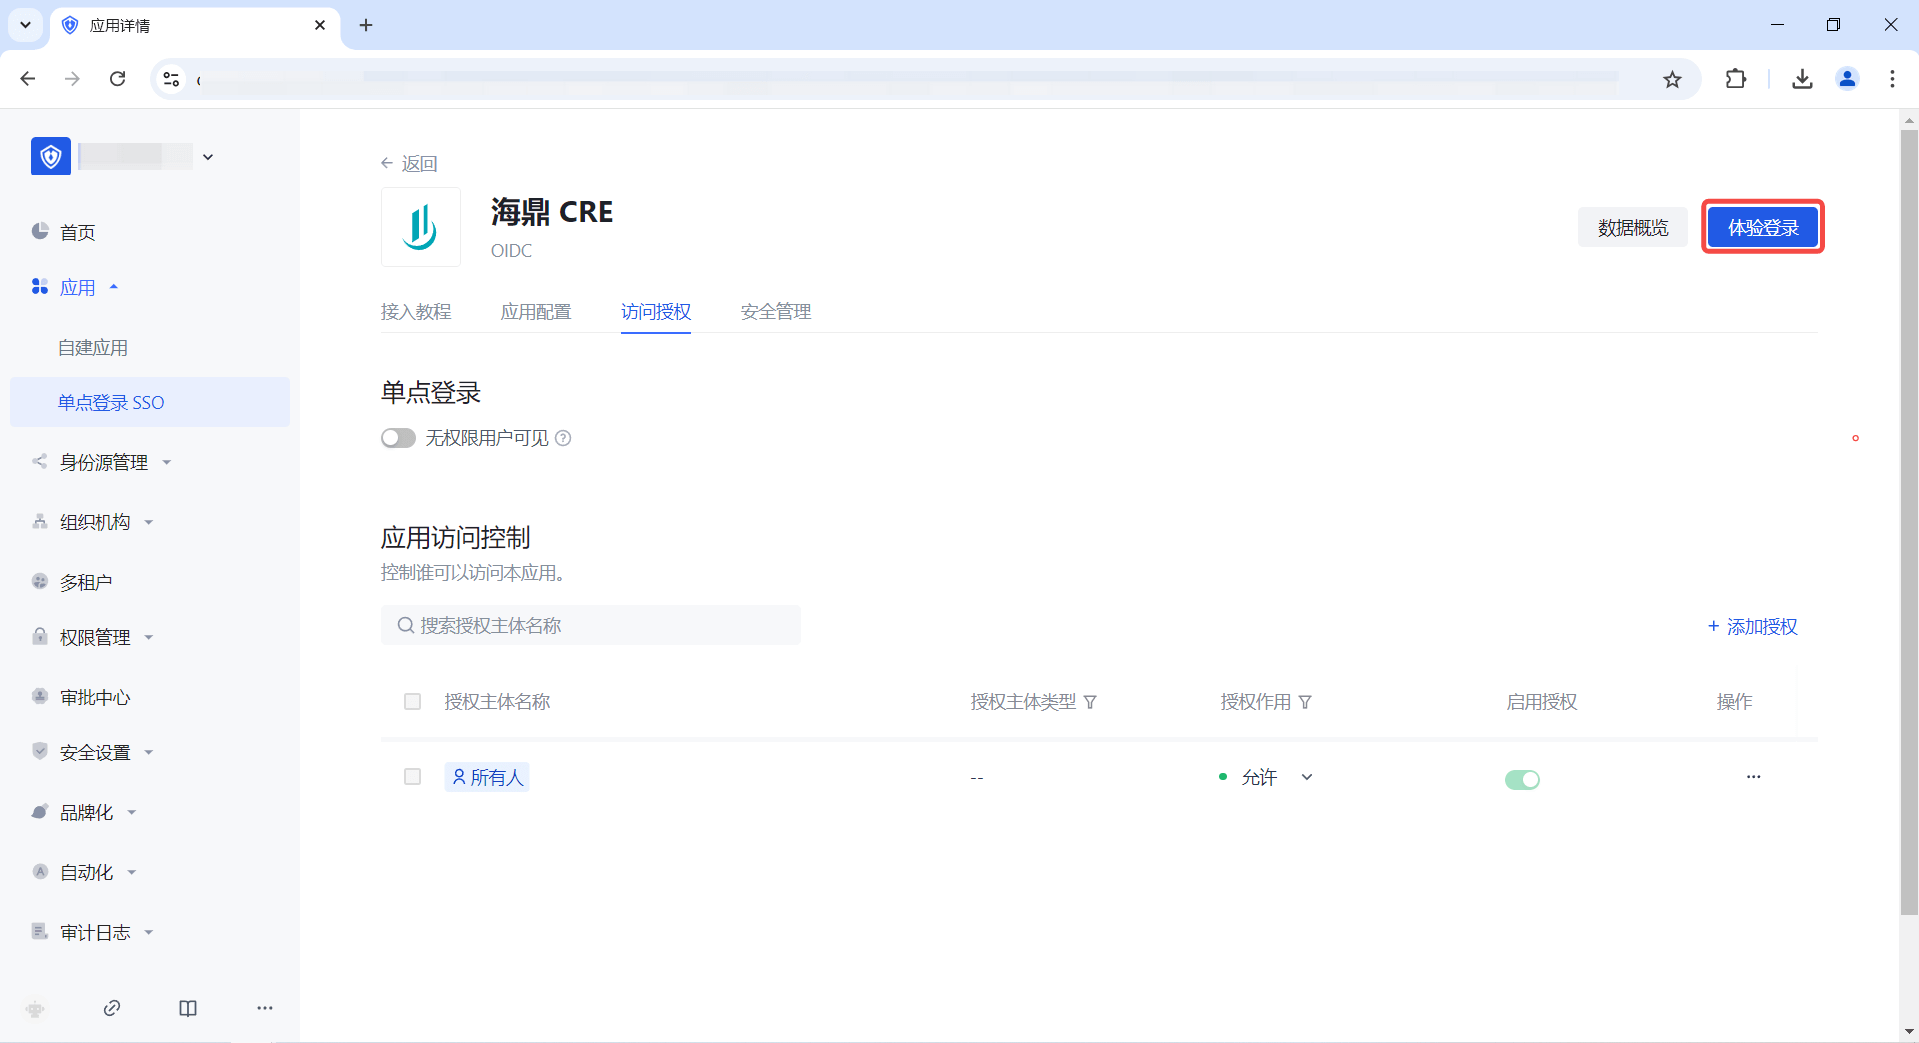 应用详情
返回
海鼎 CRE
OIDC
数据概览
体验登录
首页
应用
自建应用
单点登录 SSO
身份源管理
组织机构
多租户
权限管理
审批中心
安全设置
品牌化
自动化
审计日志
接入教程 应用配置 访问授权 安全管理
单点登录
无权限用户可见
应用访问控制
控制谁可以访问本应用。
搜索授权主体名称
+ 添加授权
授权主体名称 授权主体类型 授权作用 启用授权 操作
所有人 -- 允许 ···